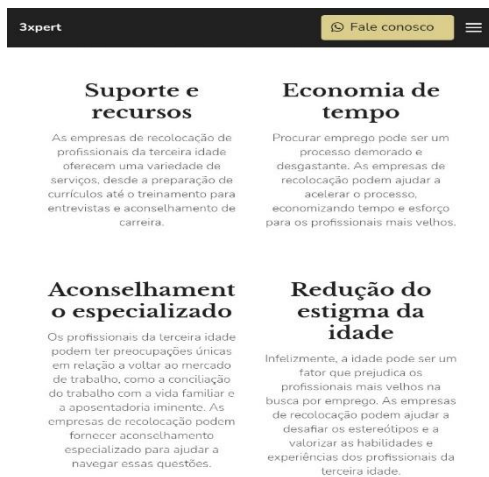 3xpert
Fale conosco
Suporte e
recursos
As empresas de recolocação de
profissionais da terceira idade
oferecem uma variedade de
serviços, desde a preparação de
currículos até o treinamento para
entrevistas e aconselhamento de
carreira.
Economia de
tempo
Procurar emprego pode ser um
processo demorado e
desgastante. As empresas de
recolocação podem ajudar a
acelerar o processo,
economizando tempo e esforço
para os profissionais mais velhos.
Aconselhament
o especializado
Os profissionais da terceira idade
podem ter preocupações únicas
em relação a voltar ao mercado
de trabalho, como a conciliação
do trabalho com a vida familiar e
a aposentadoria iminente. As
empresas de recolocação podem
fornecer aconselhamento
especializado para ajudar a
navegar essas questões.
Redução do
estigma da
idade
Infelizmente, a idade pode ser um
fator que prejudica os
profissionais mais velhos na
busca por emprego. As empresas
de recolocação podem ajudar a
desafiar os estereótipos e a
valorizar as habilidades e
experiências dos profissionais da
terceira idade.